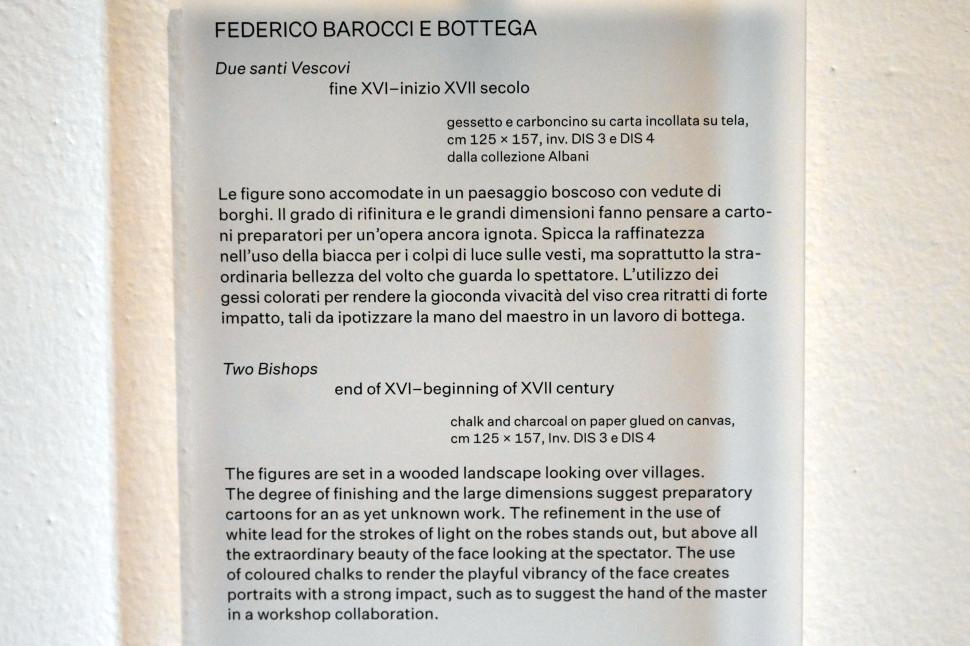 FEDERICO BAROCCI E BOTTEGA
Due santi Vescovi
fine XVI–inizio XVII secolo
gessetto e carboncino su carta incollata su tela,
cm 125 × 157, inv. DIS 3 e DIS 4
dalla collezione Albani
Le figure sono accomodate in un paesaggio boscoso con vedute di
borghi. Il grado di rifinitura e le grandi dimensioni fanno pensare a carto-
ni preparatori per un’opera ancora ignota. Spicca la raffinatezza
nell’uso della biacca per i colpi di luce sulle vesti, ma soprattutto la stra-
ordinaria bellezza del volto che guarda lo spettatore. L’utilizzo dei
gessi colorati per rendere la gioconda vivacità del viso crea ritratti di forte
impatto, tali da ipotizzare la mano del maestro in un lavoro di bottega.
Two Bishops
end of XVI–beginning of XVII century
chalk and charcoal on paper glued on canvas,
cm 125 × 157, Inv. DIS 3 e DIS 4
The figures are set in a wooded landscape looking over villages.
The degree of finishing and the large dimensions suggest preparatory
cartoons for an as yet unknown work. The refinement in the use of
white lead for the strokes of light on the robes stands out, but above all
the extraordinary beauty of the face looking at the spectator. The use
of coloured chalks to render the playful vibrancy of the face creates
portraits with a strong impact, such as to suggest the hand of the master
in a workshop collaboration.